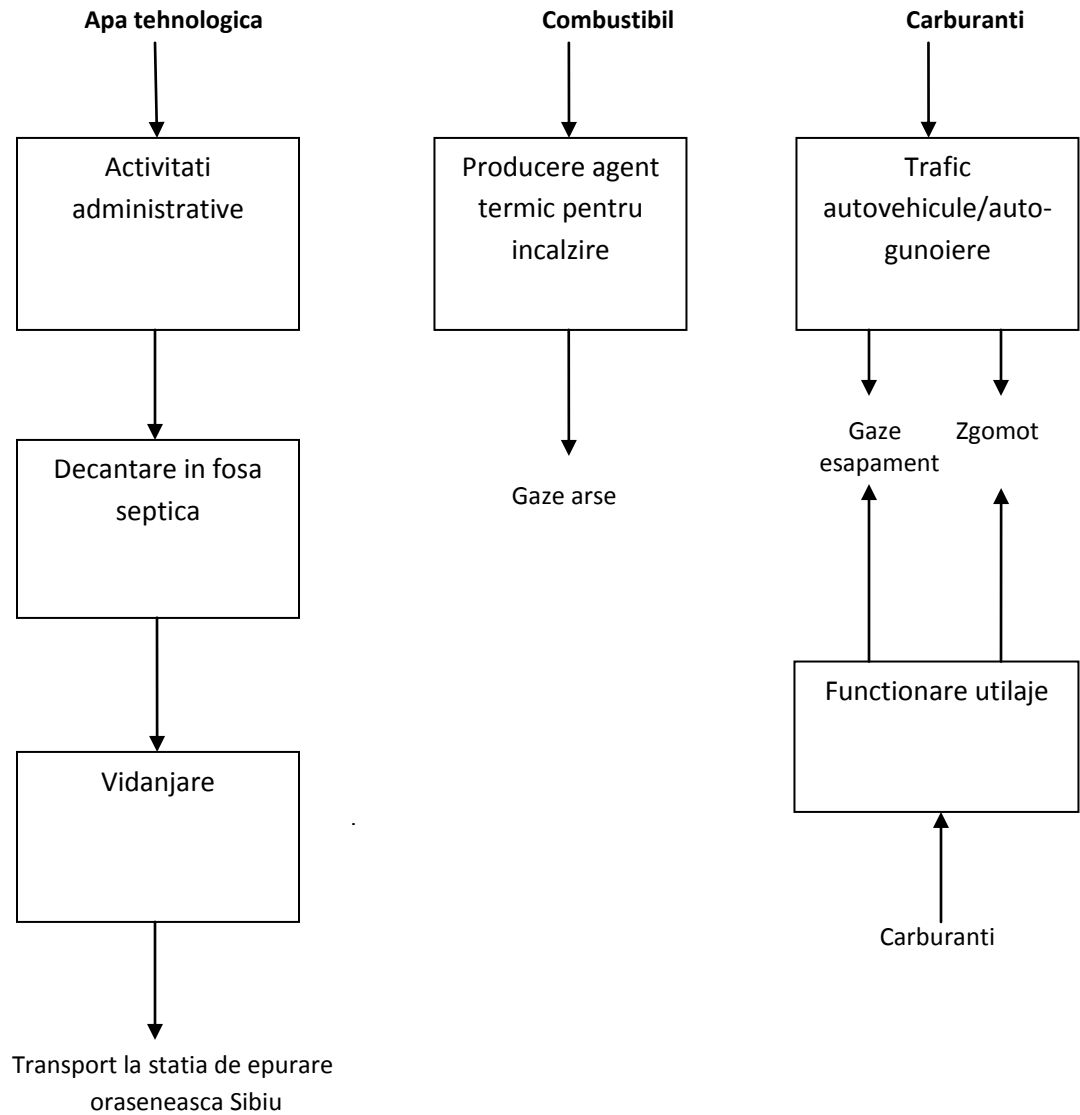 Apa tehnologica
Combustibil
Carburanti
Activitati
administrative
Producere agent
termic pentru
incalzire
Trafic
autovehicule/auto-
gunoiere
Decantare in fosa
septica
Gaze arse
Gaze
esapament
Zgomot
Vidanjare
Functionare utilaje
Carburanti
Transport la statia de epurare
oraseneasca Sibiu